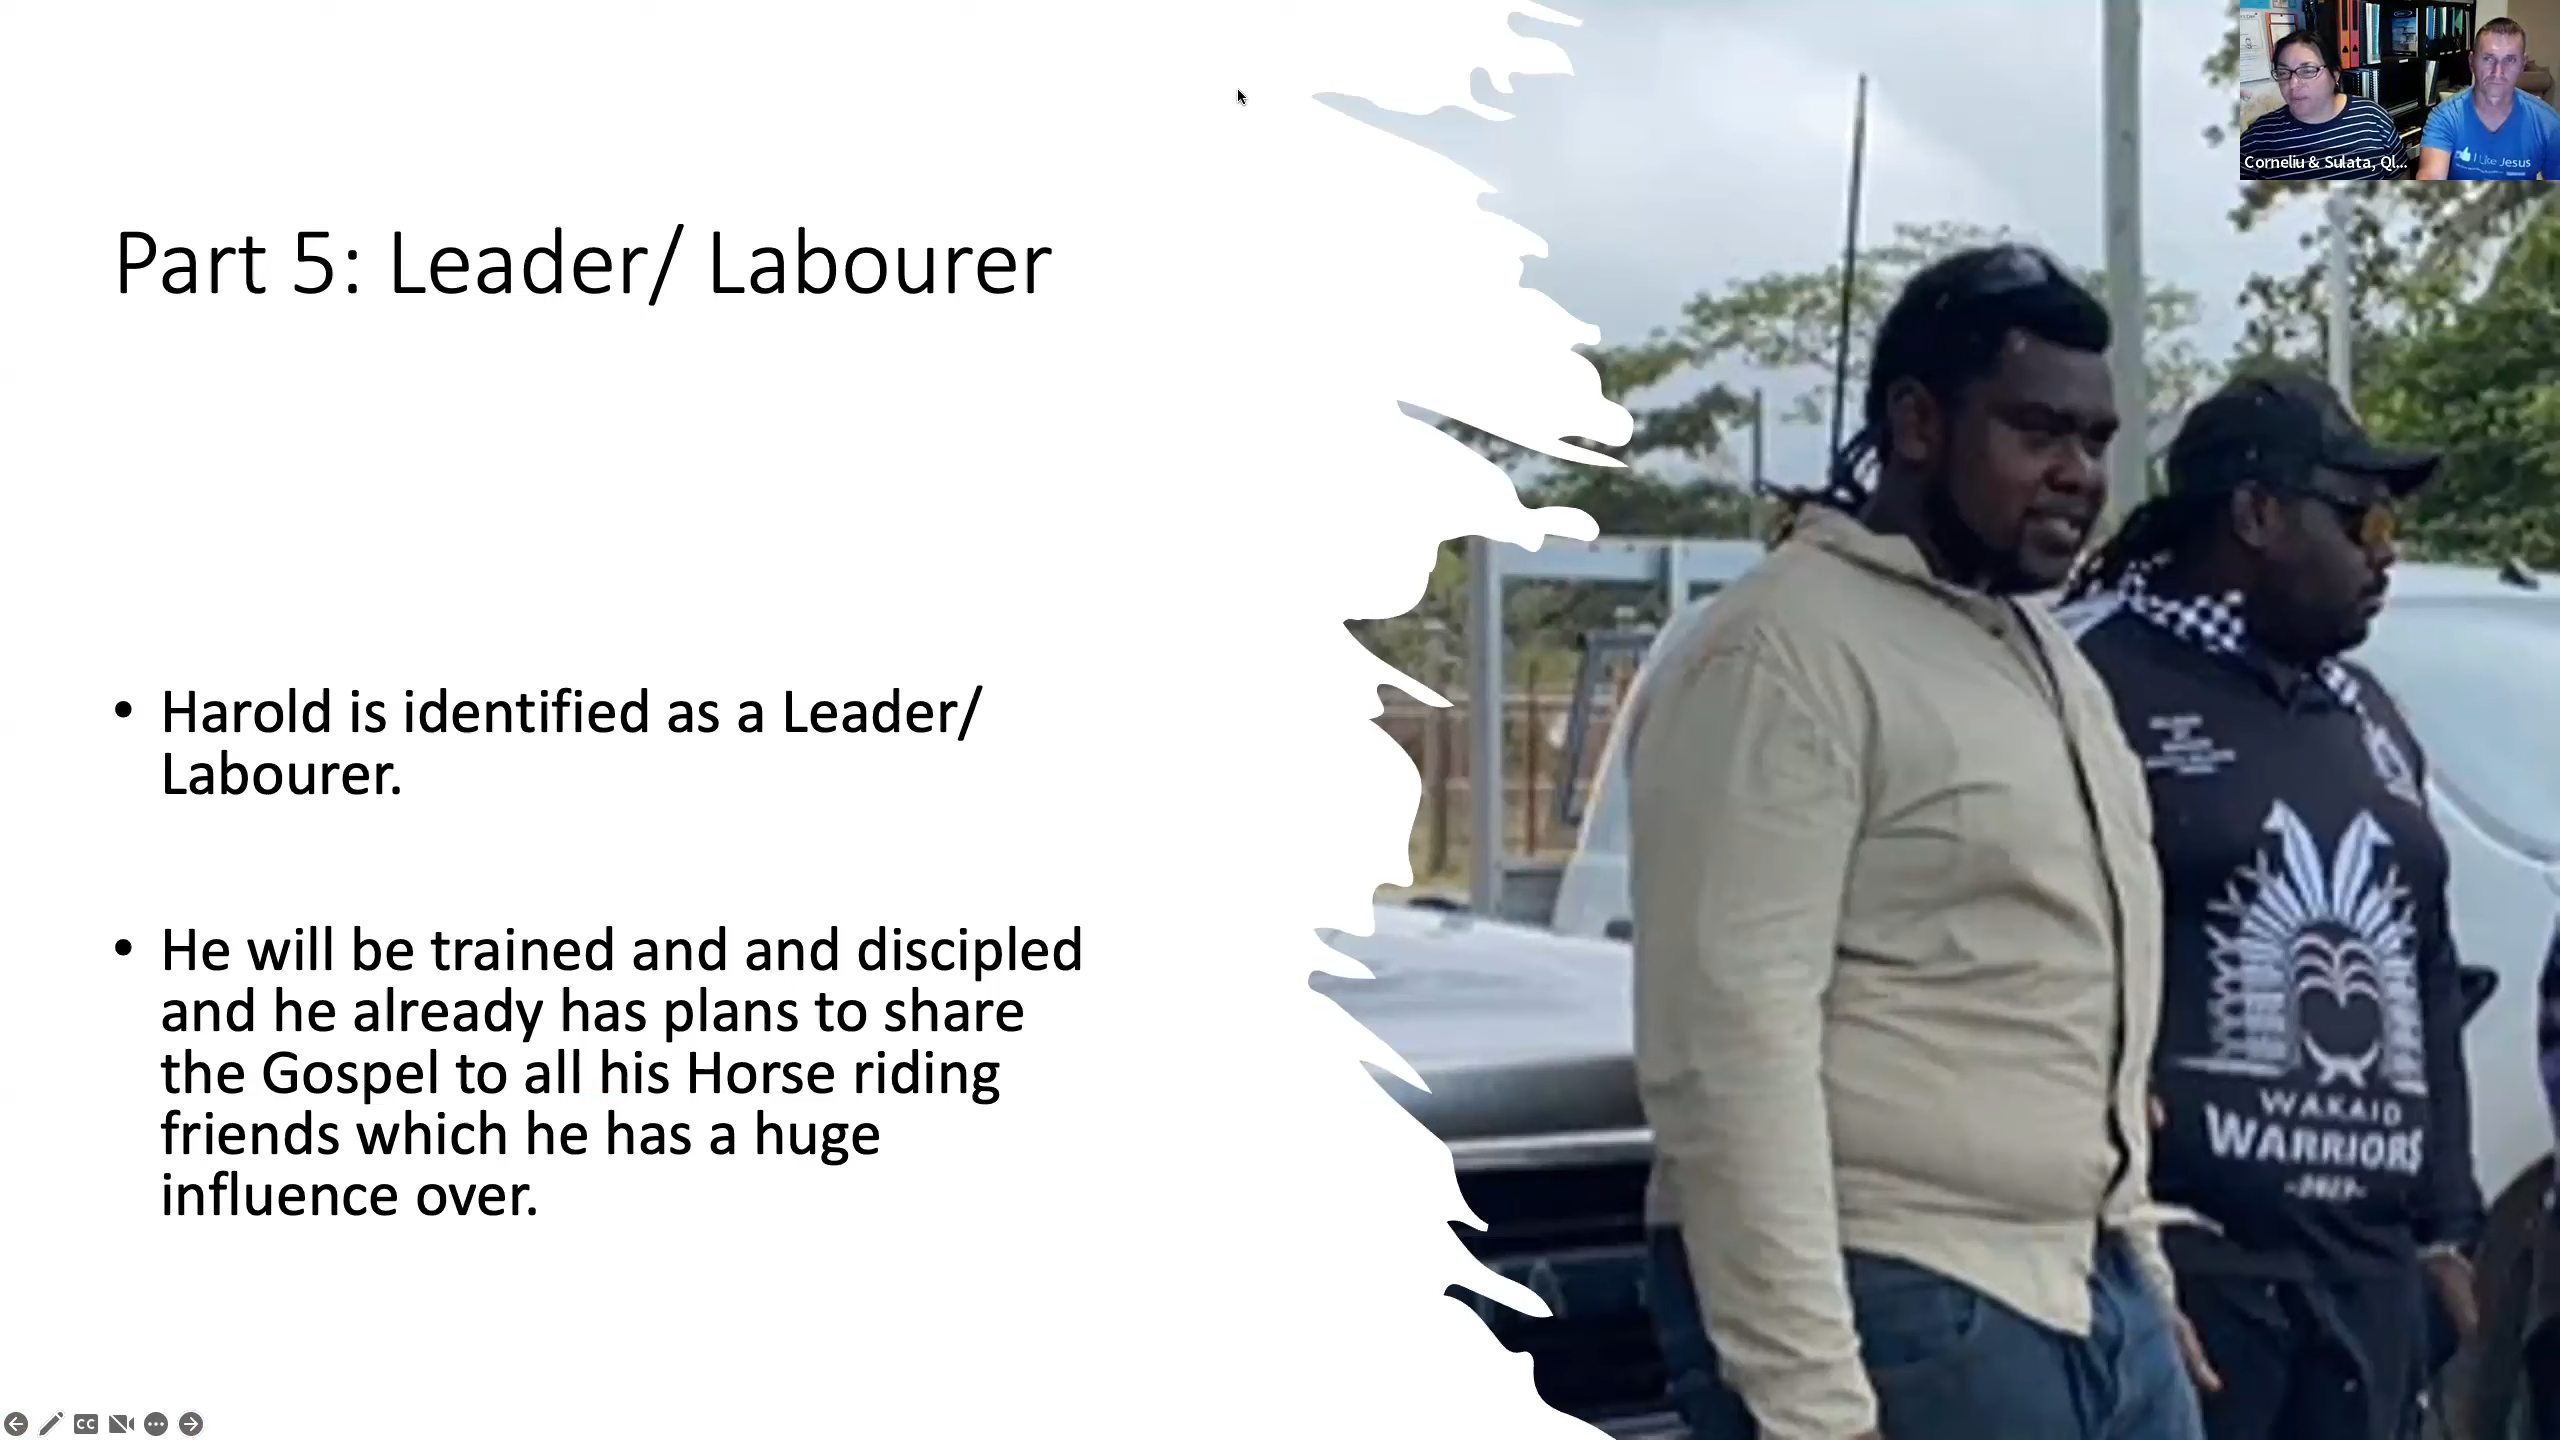 Corneliu & Sulata, Ql...
I Like Jesus
Part 5: Leader/ Labourer
• Harold is identified as a Leader/
Labourer.
• He will be trained and and discipled
and he already has plans to share
the Gospel to all his Horse riding
friends which he has a huge
influence over.
WAKAID
WARRIORS
CC